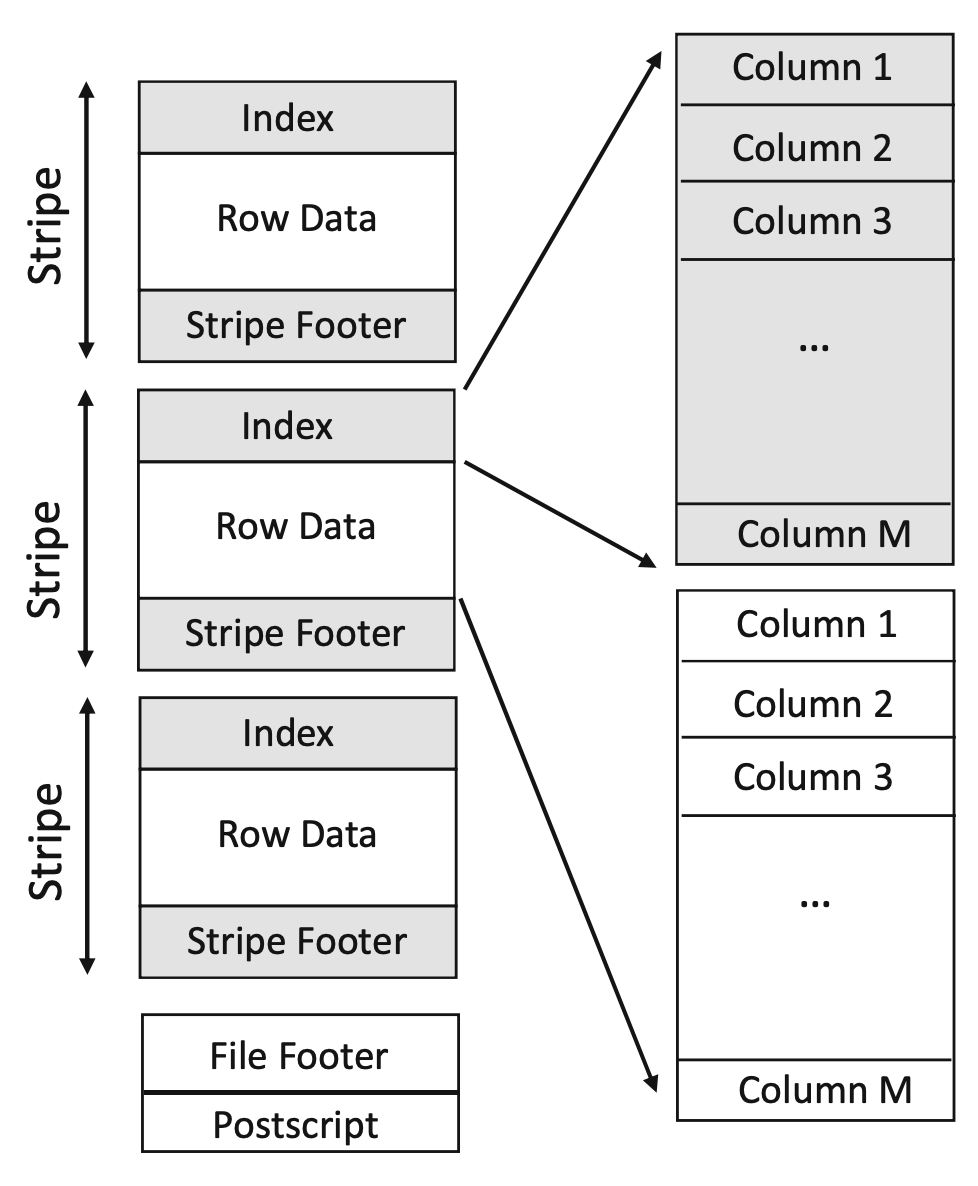 Stripe
Index
Row Data
Stripe Footer
Stripe
Index
Row Data
Stripe Footer
Stripe
Index
Row Data
Stripe Footer
File Footer
Postscript
Column 1
Column 2
Column 3
...
Column M
Column 1
Column 2
Column 3
...
Column M